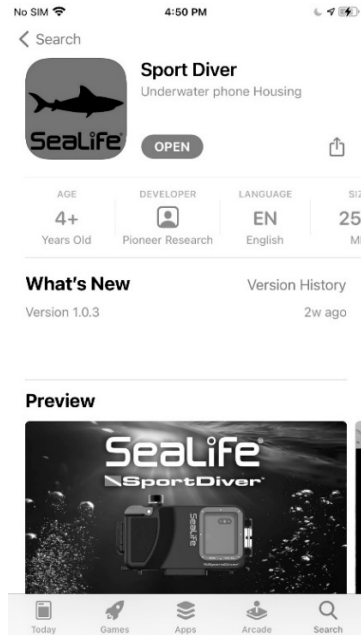 No SIM
4:50 PM
Search
Sport Diver
Underwater phone Housing
SeaLife
OPEN
AGE
DEVELOPER
LANGUAGE
SIZ
4+
EN
25
Years Old
Pioneer Research
English
M
What's New
Version History
Version 1.0.3
2w ago
Preview
SeaLife
SportDiver
SeaLife
Today
Games
Apps
Arcade
Search